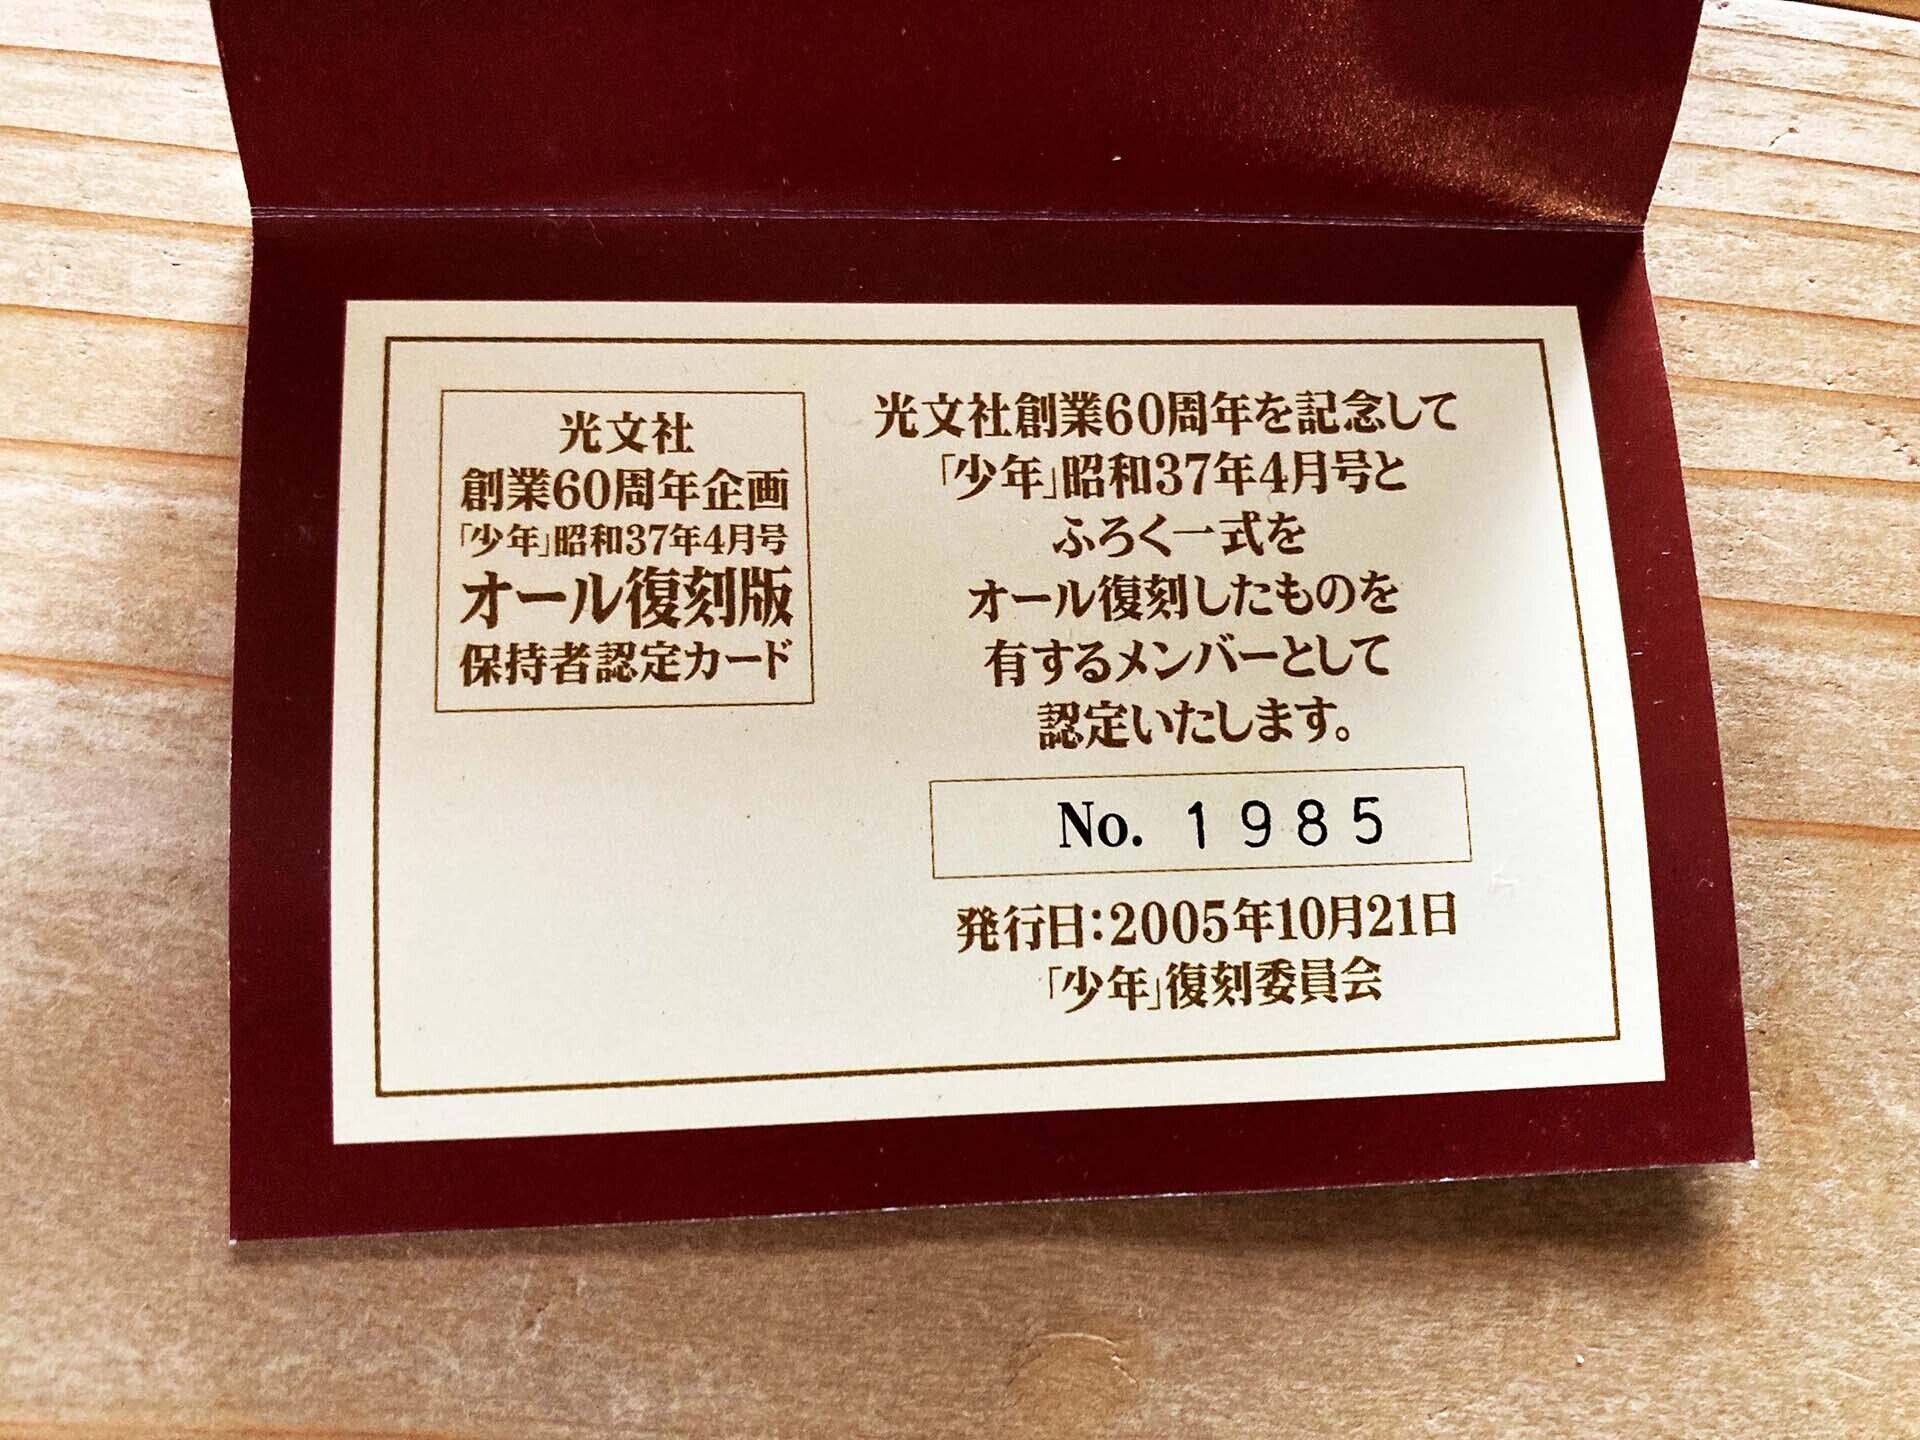 光文社
創業60周年企画
「少年」昭和37年4月号
オール復刻版
保持者認定カード
光文社創業60周年を記念して
「少年」昭和37年4月号と
ふろく一式を
オール復刻したものを
有するメンバーとして
認定いたします。
No. 1985
発行日：2005年10月21日
「少年」復刻委員会